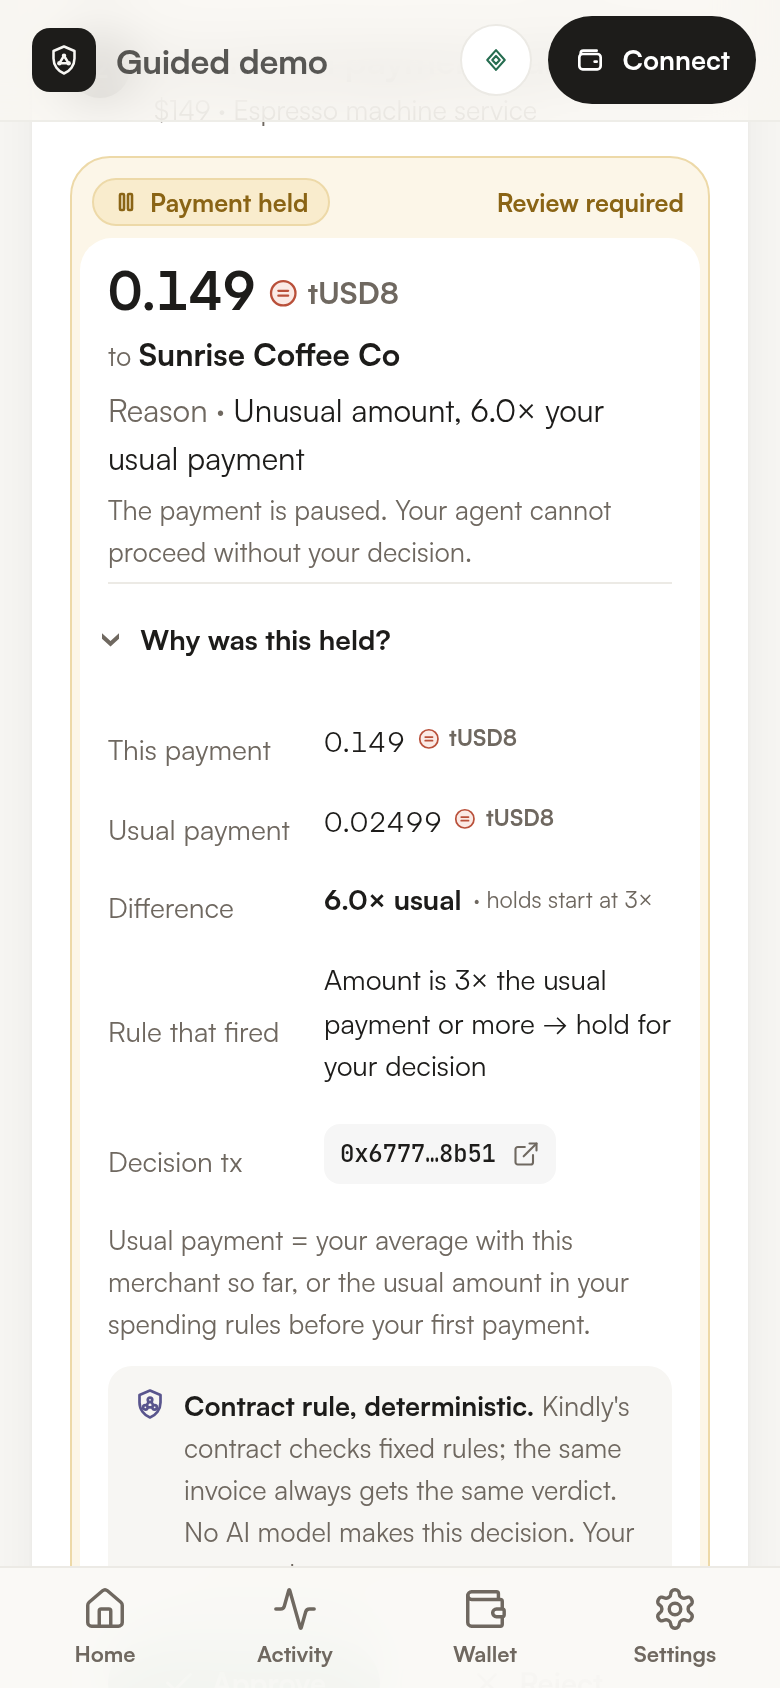 Guided demo
Connect
$149 · Espresso machine service
Payment held
Review required
0.149 tUSD8
to Sunrise Coffee Co
Reason · Unusual amount, 6.0× your
usual payment
The payment is paused. Your agent cannot
proceed without your decision.
Why was this held?
This payment 0.149 tUSD8
Usual payment 0.02499 tUSD8
Difference 6.0× usual · holds start at 3×
Rule that fired Amount is 3× the usual
payment or more → hold for
your decision
Decision tx 0x6777…8b51
Usual payment = your average with this
merchant so far, or the usual amount in your
spending rules before your first payment.
Contract rule, deterministic. Kindly's
contract checks fixed rules; the same
invoice always gets the same verdict.
No AI model makes this decision. Your
Home
Activity
Wallet
Settings
Approve
Reject